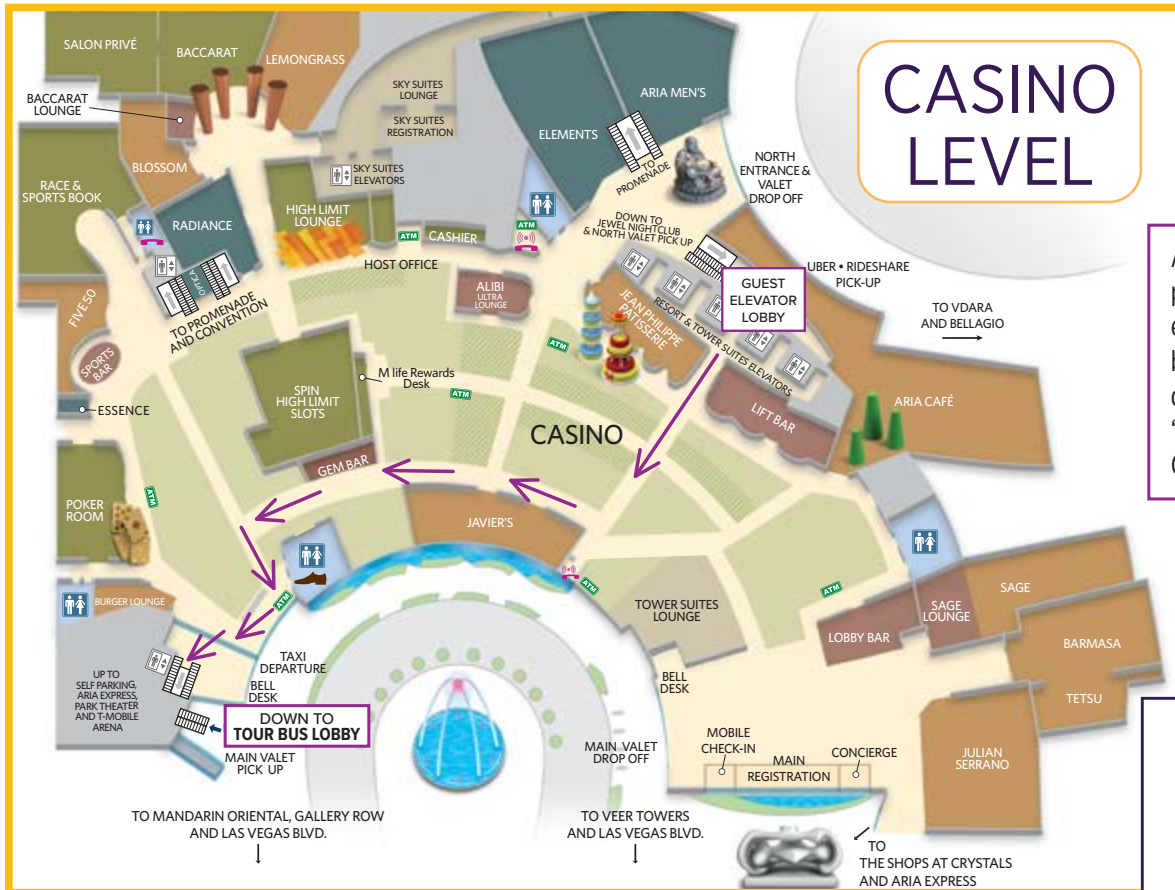 CASINO
LEVEL
SALON PRIVÉ
BACCARAT
LEMONGRASS
BACCARAT
LOUNGE
SKY SUITES
LOUNGE
SKY SUITES
REGISTRATION
ARIA MEN'S
ELEMENTS
TO
PROMENADE
NORTH
ENTRANCE &
VALET
DROP OFF
BLOSSOM
SKY SUITES
ELEVATORS
RACE &
SPORTS BOOK
RADIANCE
HIGH LIMIT
LOUNGE
ATM
CASHIER
ATM
DOWN TO
JEWEL NIGHTCLUB
& NORTH VALET PICK UP
HOST OFFICE
OPTICA
TO PROMENADE
AND CONVENTION
ALIBI
ULTRA
LOUNGE
GUEST
ELEVATOR
LOBBY
UBER • RIDESHARE
PICK-UP
TO VDARA
AND BELLAGIO
FIVE50
JEAN PHILIPPE
PATISSERIE
RESORT & TOWER SUITES ELEVATORS
ATM
SPORTS
BAR
M life Rewards
Desk
SPIN
HIGH LIMIT
SLOTS
ATM
ESSENCE
CASINO
LIFT BAR
ARIA CAFÉ
GEM BAR
ATM
POKER
ROOM
JAVIER'S
BURGER LOUNGE
ATM
ATM
TOWER SUITES
LOUNGE
ATM
LOBBY BAR
SAGE
LOUNGE
SAGE
BARMASA
TETSU
TAXI
DEPARTURE
BELL
DESK
UP TO
SELF PARKING,
ARIA EXPRESS,
PARK THEATER
AND T-MOBILE
ARENA
DOWN TO
TOUR BUS LOBBY
MAIN VALET
PICK UP
BELL
DESK
MAIN VALET
DROP OFF
MOBILE
CHECK-IN
MAIN
REGISTRATION
CONCIERGE
JULIAN
SERRANO
TO MANDARIN ORIENTAL, GALLERY ROW
AND LAS VEGAS BLVD.
TO VEER TOWERS
AND LAS VEGAS BLVD.
TO
THE SHOPS AT CRYSTALS
AND ARIA EXPRESS